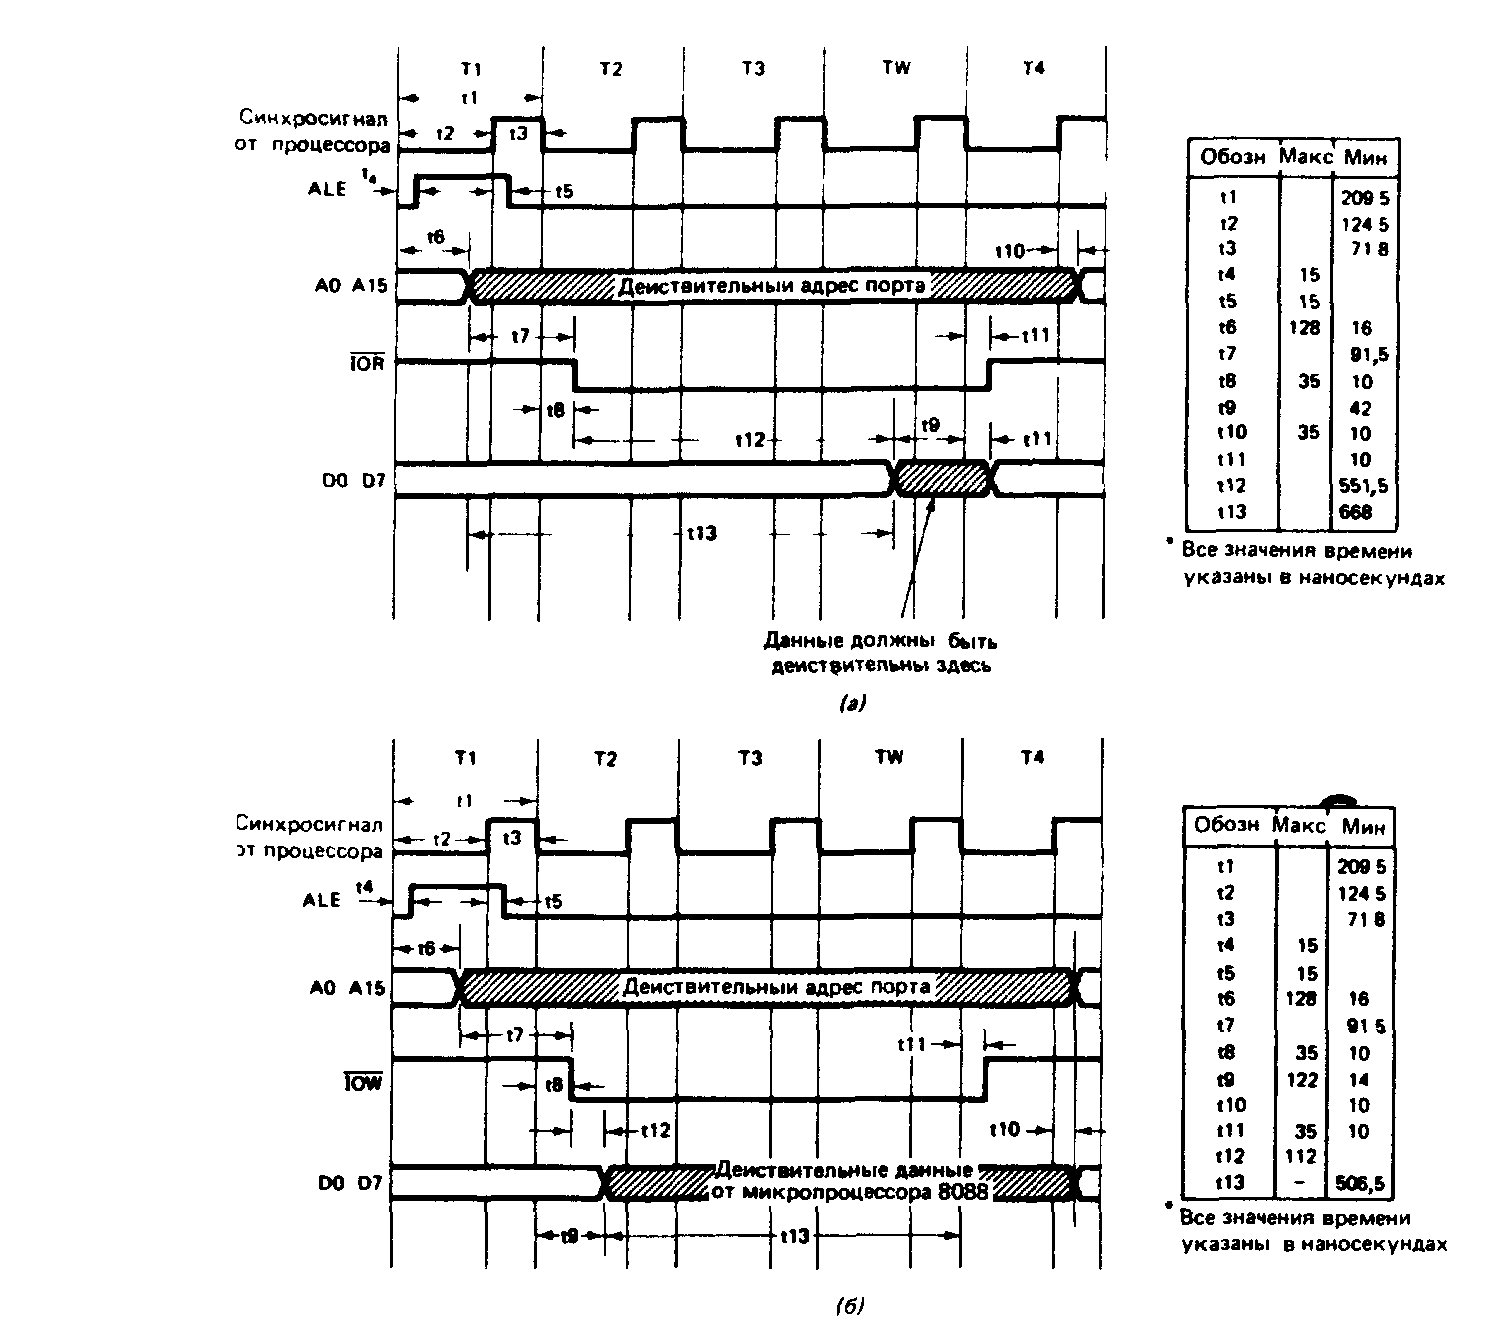 T1 T2 T3 TW T4
t1
Синхросигнал
от процессора
t2 t3
ALE t4 t5
t6 t10
A0 A15 Деиствительныи адрес порта
t7 t11
IOR
t8 t9
t12 t11
D0 D7
t13
Данные должны быть
деиствительны здесь
(а)
Обозн Макс Мин
t1 209 5
t2 124 5
t3 71 8
t4 15
t5 15
t6 128 16
t7 91,5
t8 35 10
t9 42
t10 35 10
t11 10
t12 551,5
t13 668
* Все значения времени
указаны в наносекундах
T1 T2 T3 TW T4
t1
Синхросигнал
от процессора
t2 t3
ALE t4 t5
t6
A0 A15 Деиствительныи адрес порта
t7 t11
IOW
t8
t12 t10
D0 D7 Деиствительные данные
от микропроцессора 8088
t9 t13
(б)
Обозн Макс Мин
t1 209 5
t2 124 5
t3 71 8
t4 15
t5 15
t6 128 16
t7 91 5
t8 35 10
t9 122 14
t10 10
t11 35 10
t12 112
t13 – 506,5
* Все значения времени
указаны в наносекундах